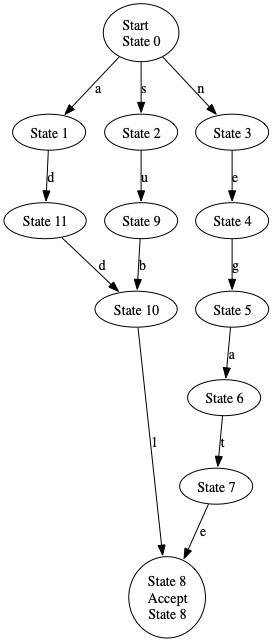 Start
State 0
a
s
n
State 1
State 2
State 3
d
u
e
State 11
State 9
State 4
d
b
g
State 10
State 5
a
State 6
l
t
State 7
e
State 8
Accept
State 8